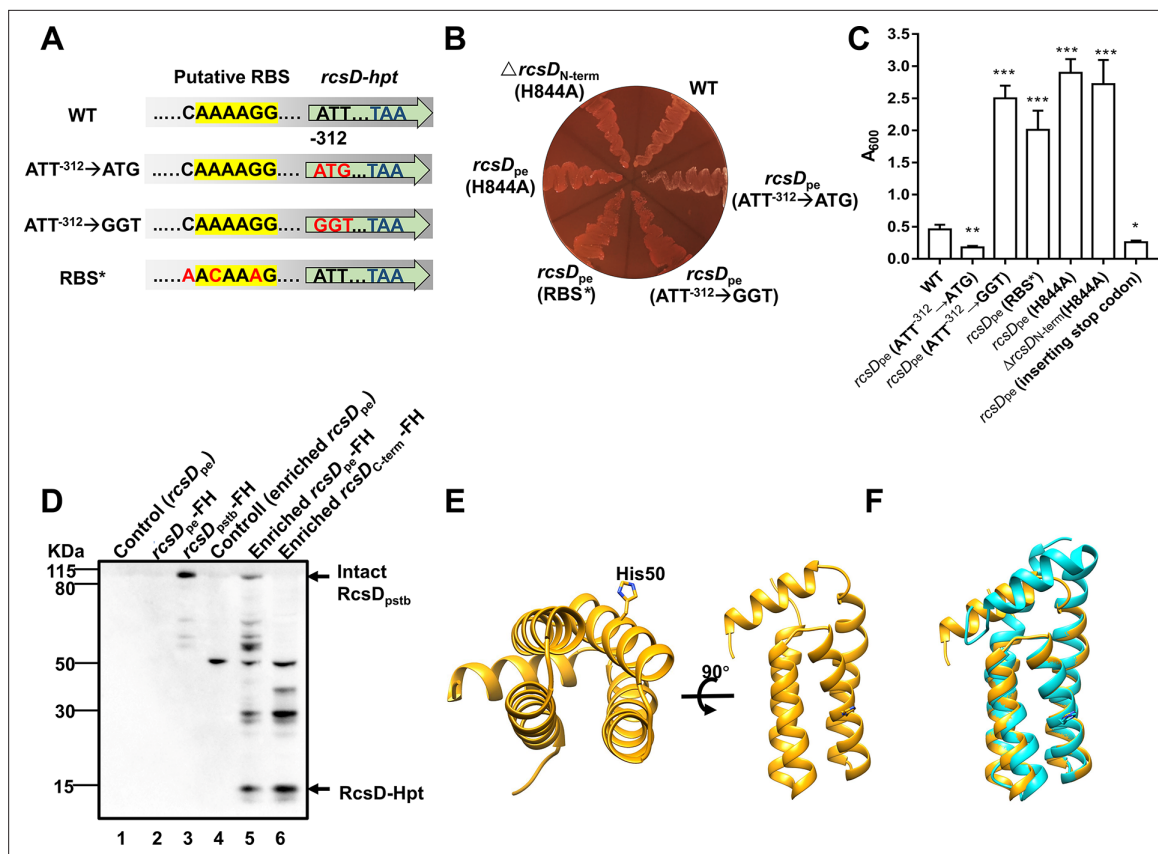 A
Putative RBS rcsD-hpt
WT
.....CAAAAGG.... ATT...TAA
-312
ATT-312→ATG
.....CAAAAGG.... ATG...TAA
ATT-312→GGT
.....CAAAAGG.... GGT...TAA
RBS*
.....AACAAAG.... ATT...TAA
B
△rcsDN-term
(H844A)
WT
rcsDpe
(H844A)
rcsDpe
(ATT-312→ATG)
rcsDpe
(RBS*)
rcsDpe
(ATT-312→GGT)
C
A600
3.5
3.0
2.5
2.0
1.5
1.0
0.5
0
**
***
***
***
***
*
WT
rcsDpe (ATT-312→ATG)
rcsDpe (ATT-312→GGT)
rcsDpe (RBS*)
rcsDpe (H844A)
ΔrcsDN-term(H844A)
rcsDpe (inserting stop codon)
D
Control (rcsDpe)
rcsDpe-FH
rcsDpstb-FH
Controll (enriched rcsDpe)
Enriched rcsDpe-FH
Enriched rcsDC-term-FH
KDa
115
80
50
30
15
Intact
RcsDpstb
RcsD-Hpt
1 2 3 4 5 6
E
His50
90°
F